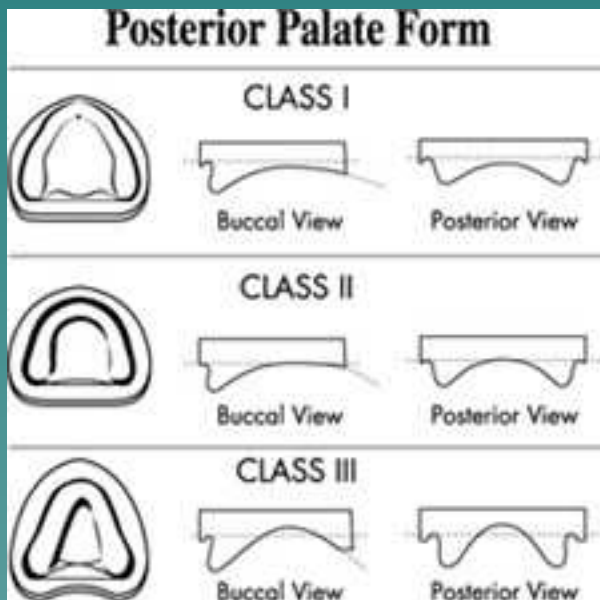 Posterior Palate Form
CLASS I
Buccal View Posterior View
CLASS II
Buccal View Posterior View
CLASS III
Buccal View Posterior View